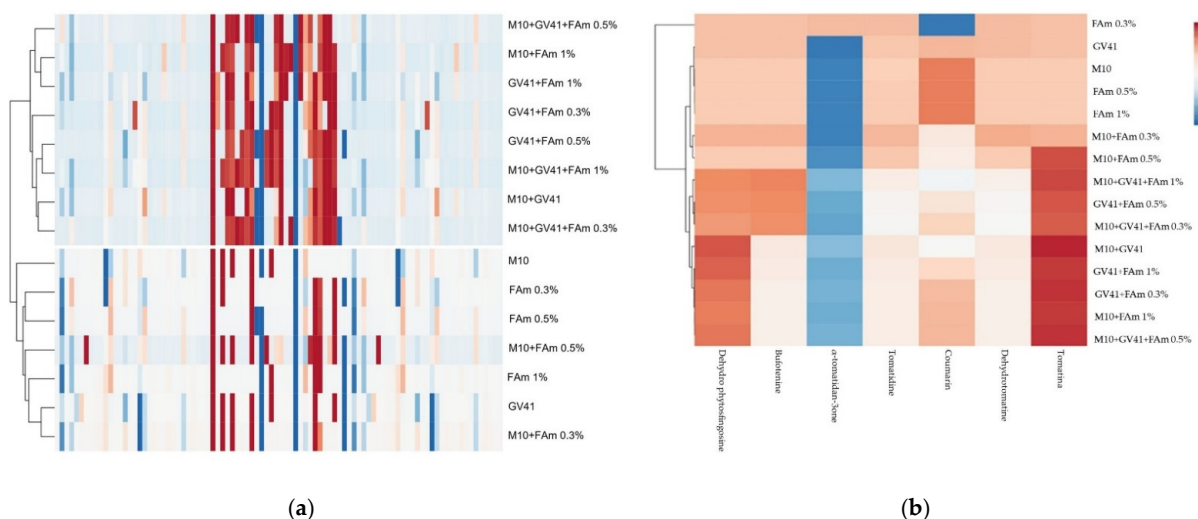 M10+GV41+FAm 0.5%
M10+FAm 1%
GV41+FAm 1%
GV41+FAm 0.3%
GV41+FAm 0.5%
M10+GV41+FAm 1%
M10+GV41
M10+GV41+FAm 0.3%
M10
FAm 0.3%
FAm 0.5%
M10+FAm 0.5%
FAm 1%
GV41
M10+FAm 0.3%
(a)
FAm 0.3%
GV41
M10
FAm 0.5%
FAm 1%
M10+FAm 0.3%
M10+FAm 0.5%
M10+GV41+FAm 1%
GV41+FAm 0.5%
M10+GV41+FAm 0.3%
M10+GV41
GV41+FAm 1%
GV41+FAm 0.3%
M10+FAm 1%
M10+GV41+FAm 0.5%
Dehydro phytosfingosine
Bufotenine
α-tomatidan-3one
Tomatidine
Coumarin
Dehydrotomatine
Tomatina
(b)